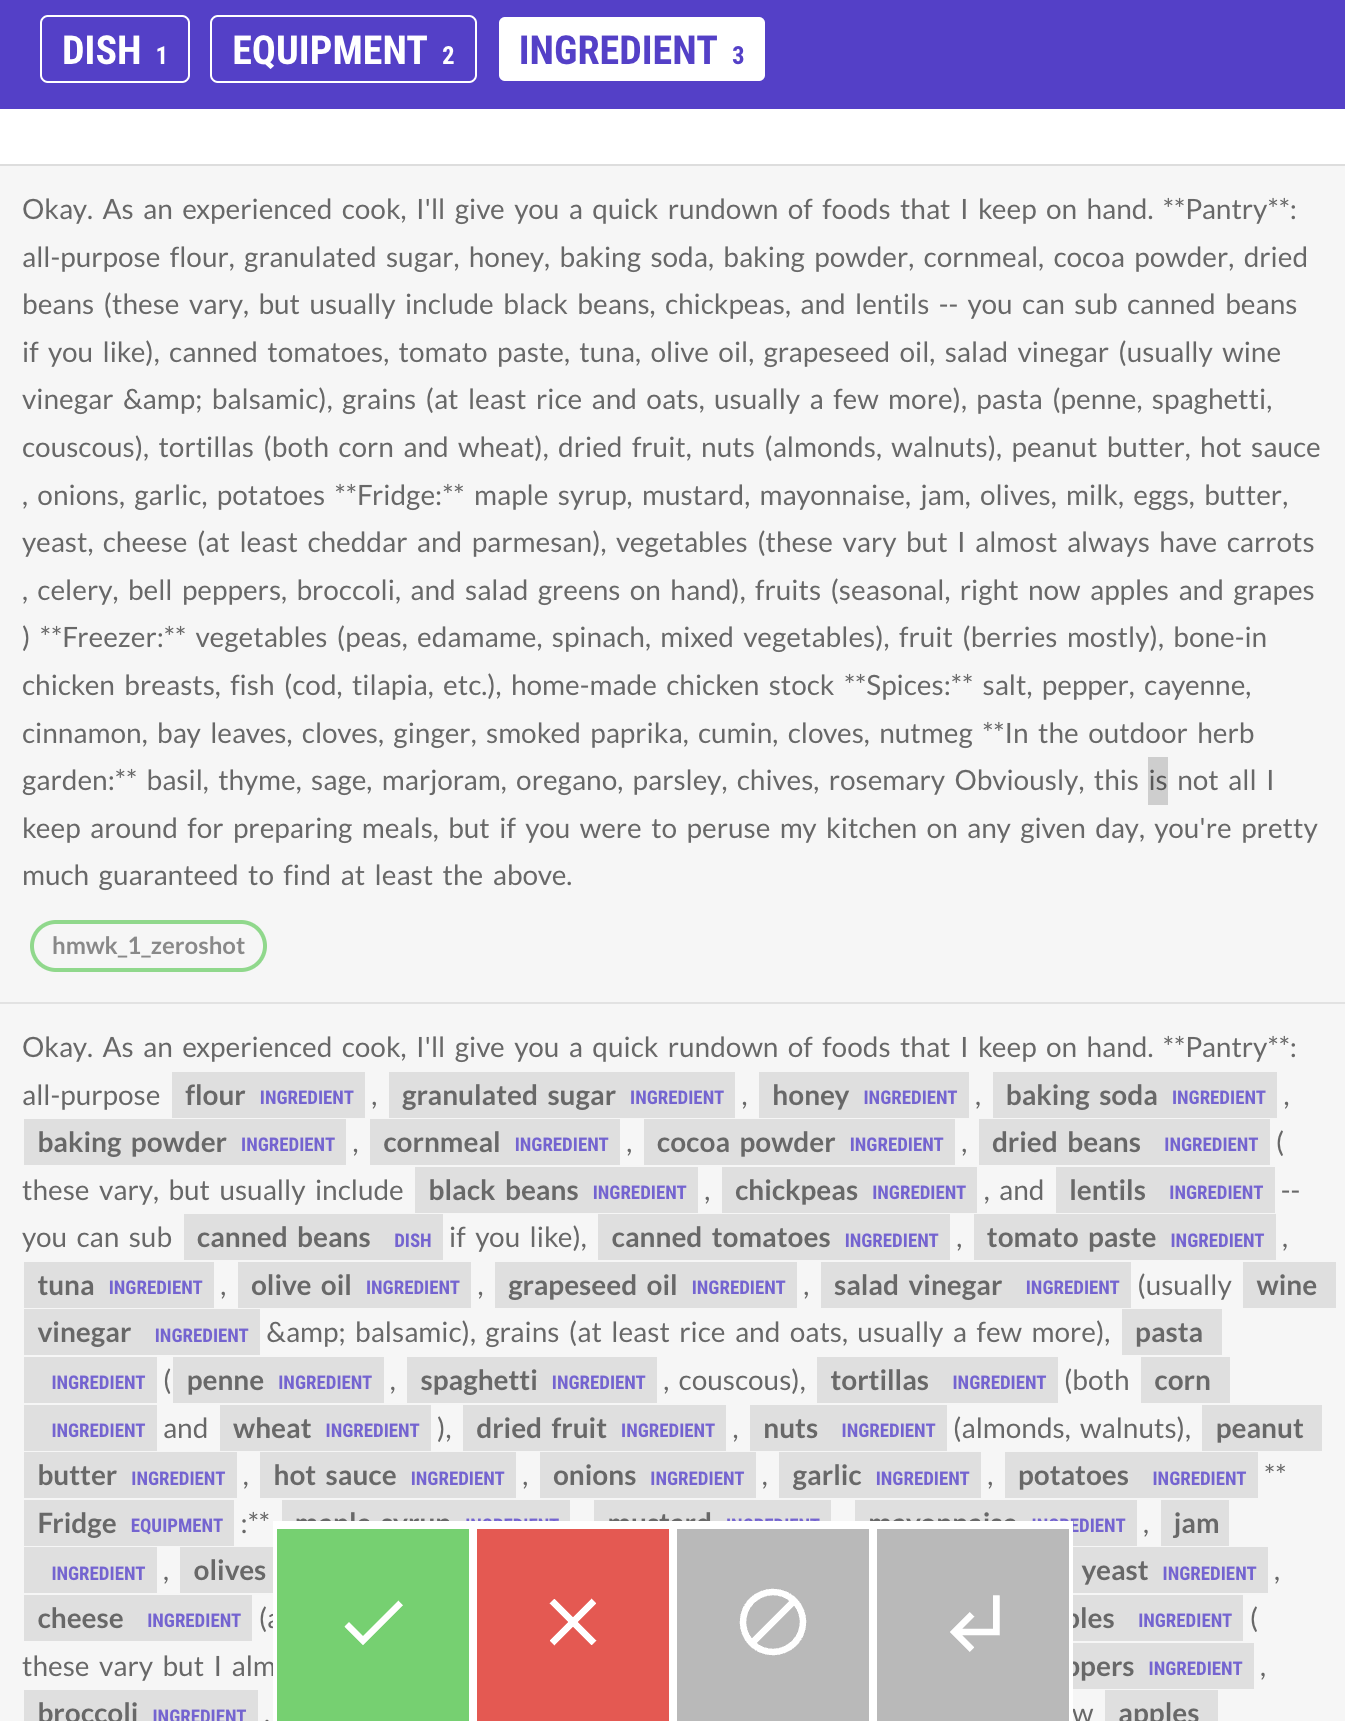 DISH 1 EQUIPMENT 2 INGREDIENT 3
Okay. As an experienced cook, I'll give you a quick rundown of foods that I keep on hand. **Pantry**:
all-purpose flour, granulated sugar, honey, baking soda, baking powder, cornmeal, cocoa powder, dried
beans (these vary, but usually include black beans, chickpeas, and lentils -- you can sub canned beans
if you like), canned tomatoes, tomato paste, tuna, olive oil, grapeseed oil, salad vinegar (usually wine
vinegar &amp; balsamic), grains (at least rice and oats, usually a few more), pasta (penne, spaghetti,
couscous), tortillas (both corn and wheat), dried fruit, nuts (almonds, walnuts), peanut butter, hot sauce
, onions, garlic, potatoes **Fridge:** maple syrup, mustard, mayonnaise, jam, olives, milk, eggs, butter,
yeast, cheese (at least cheddar and parmesan), vegetables (these vary but I almost always have carrots
, celery, bell peppers, broccoli, and salad greens on hand), fruits (seasonal, right now apples and grapes
) **Freezer:** vegetables (peas, edamame, spinach, mixed vegetables), fruit (berries mostly), bone-in
chicken breasts, fish (cod, tilapia, etc.), home-made chicken stock **Spices:** salt, pepper, cayenne,
cinnamon, bay leaves, cloves, ginger, smoked paprika, cumin, cloves, nutmeg **In the outdoor herb
garden:** basil, thyme, sage, marjoram, oregano, parsley, chives, rosemary Obviously, this is not all I
keep around for preparing meals, but if you were to peruse my kitchen on any given day, you're pretty
much guaranteed to find at least the above.
hmwk_1_zeroshot
Okay. As an experienced cook, I'll give you a quick rundown of foods that I keep on hand. **Pantry**:
all-purpose flour INGREDIENT , granulated sugar INGREDIENT , honey INGREDIENT , baking soda INGREDIENT ,
baking powder INGREDIENT , cornmeal INGREDIENT , cocoa powder INGREDIENT , dried beans INGREDIENT (
these vary, but usually include black beans INGREDIENT , chickpeas INGREDIENT , and lentils INGREDIENT --
you can sub canned beans DISH if you like), canned tomatoes INGREDIENT , tomato paste INGREDIENT ,
tuna INGREDIENT , olive oil INGREDIENT , grapeseed oil INGREDIENT , salad vinegar INGREDIENT (usually wine
vinegar INGREDIENT &amp; balsamic), grains (at least rice and oats, usually a few more), pasta
INGREDIENT ( penne INGREDIENT , spaghetti INGREDIENT , couscous), tortillas INGREDIENT (both corn
INGREDIENT and wheat INGREDIENT ), dried fruit INGREDIENT , nuts INGREDIENT (almonds, walnuts), peanut
butter INGREDIENT , hot sauce INGREDIENT , onions INGREDIENT , garlic INGREDIENT , potatoes INGREDIENT **
Fridge EQUIPMENT :** maple syrup INGREDIENT mustard INGREDIENT mayonnaise INGREDIENT , jam
INGREDIENT , olives yeast INGREDIENT ,
cheese INGREDIENT ( INGREDIENT (
these vary but I INGREDIENT ,
broccoli INGREDIENT , apples